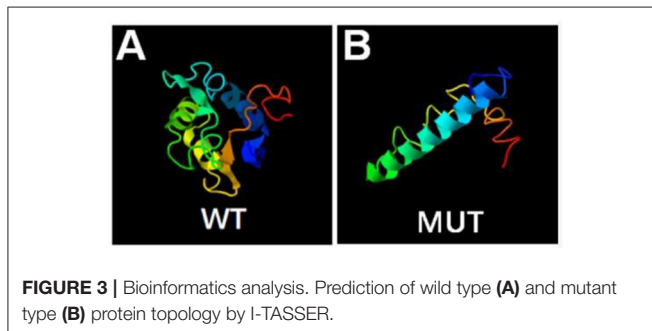 A B
WT MUT
FIGURE 3 | Bioinformatics analysis. Prediction of wild type (A) and mutant
type (B) protein topology by I-TASSER.